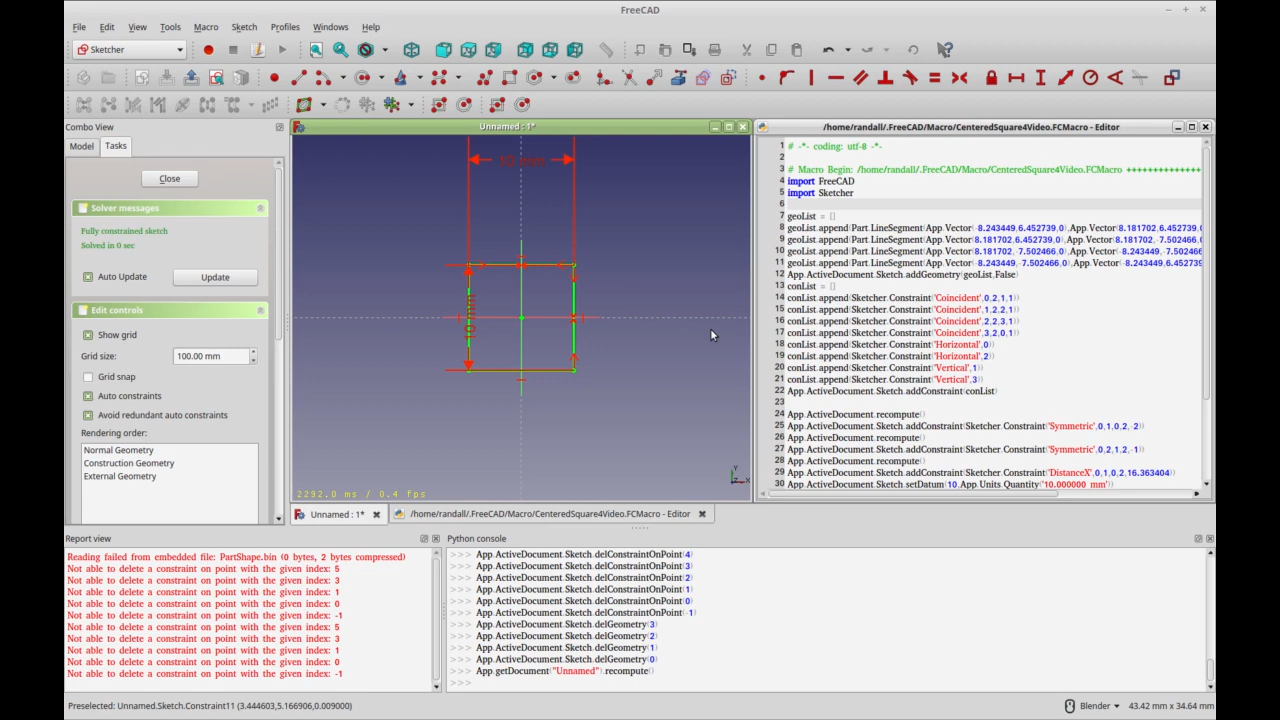 FreeCAD
File Edit View Tools Macro Sketch Profiles Windows Help
Sketcher
Combo View
Model Tasks
Close
Solver messages
Fully constrained sketch
Solved in 0 sec
Auto Update Update
Edit controls
Show grid
Grid size: 100.00 mm
Grid snap
Auto constraints
Avoid redundant auto constraints
Rendering order:
Normal Geometry
Construction Geometry
External Geometry
Unnamed : 1*
10 mm
10 mm
2292.0 ms / 0.4 fps
Y
X
/home/randall/.FreeCAD/Macro/CenteredSquare4Video.FCMacro - Editor
1 # -*- coding: utf-8 -*-
2
3 # Macro Begin: /home/randall/.FreeCAD/Macro/CenteredSquare4Video.FCMacro +++++++++++++++
4 import FreeCAD
5 import Sketcher
6
7 geoList = []
8 geoList.append(Part.LineSegment(App.Vector(-8.243449,6.452739,0),App.Vector(8.181702,6.452739,0)
9 geoList.append(Part.LineSegment(App.Vector(8.181702,6.452739,0),App.Vector(8.181702,-7.502466,0)
10 geoList.append(Part.LineSegment(App.Vector(8.181702,-7.502466,0),App.Vector(-8.243449,-7.502466,
11 geoList.append(Part.LineSegment(App.Vector(-8.243449,-7.502466,0),App.Vector(-8.243449,6.452739
12 App.ActiveDocument.Sketch.addGeometry(geoList,False)
13 conList = []
14 conList.append(Sketcher.Constraint('Coincident',0,2,1,1))
15 conList.append(Sketcher.Constraint('Coincident',1,2,2,1))
16 conList.append(Sketcher.Constraint('Coincident',2,2,3,1))
17 conList.append(Sketcher.Constraint('Coincident',3,2,0,1))
18 conList.append(Sketcher.Constraint('Horizontal',0))
19 conList.append(Sketcher.Constraint('Horizontal',2))
20 conList.append(Sketcher.Constraint('Vertical',1))
21 conList.append(Sketcher.Constraint('Vertical',3))
22 App.ActiveDocument.Sketch.addConstraint(conList)
23
24 App.ActiveDocument.recompute()
25 App.ActiveDocument.Sketch.addConstraint(Sketcher.Constraint('Symmetric',0,1,0,2,-2))
26 App.ActiveDocument.recompute()
27 App.ActiveDocument.Sketch.addConstraint(Sketcher.Constraint('Symmetric',0,2,1,2,-1))
28 App.ActiveDocument.recompute()
29 App.ActiveDocument.Sketch.addConstraint(Sketcher.Constraint('DistanceX',0,1,0,2,16.363404))
30 App.ActiveDocument.Sketch.setDatum(10,App.Units.Quantity('10.000000 mm'))
Unnamed : 1* /home/randall/.FreeCAD/Macro/CenteredSquare4Video.FCMacro - Editor
Report view
Reading failed from embedded file: PartShape.bin (0 bytes, 2 bytes compressed)
Not able to delete a constraint on point with the given index: 5
Not able to delete a constraint on point with the given index: 3
Not able to delete a constraint on point with the given index: 1
Not able to delete a constraint on point with the given index: 0
Not able to delete a constraint on point with the given index: -1
Not able to delete a constraint on point with the given index: 5
Not able to delete a constraint on point with the given index: 3
Not able to delete a constraint on point with the given index: 1
Not able to delete a constraint on point with the given index: 0
Not able to delete a constraint on point with the given index: -1
Python console
>>> App.ActiveDocument.Sketch.delConstraintOnPoint(4)
>>> App.ActiveDocument.Sketch.delConstraintOnPoint(3)
>>> App.ActiveDocument.Sketch.delConstraintOnPoint(2)
>>> App.ActiveDocument.Sketch.delConstraintOnPoint(1)
>>> App.ActiveDocument.Sketch.delConstraintOnPoint(0)
>>> App.ActiveDocument.Sketch.delConstraintOnPoint(-1)
>>> App.ActiveDocument.Sketch.delGeometry(3)
>>> App.ActiveDocument.Sketch.delGeometry(2)
>>> App.ActiveDocument.Sketch.delGeometry(1)
>>> App.ActiveDocument.Sketch.delGeometry(0)
>>> App.getDocument("Unnamed").recompute()
>>>
Preselected: Unnamed.Sketch.Constraint11 (3.444603,5.166906,0.009000) Blender 43.42 mm x 34.64 mm